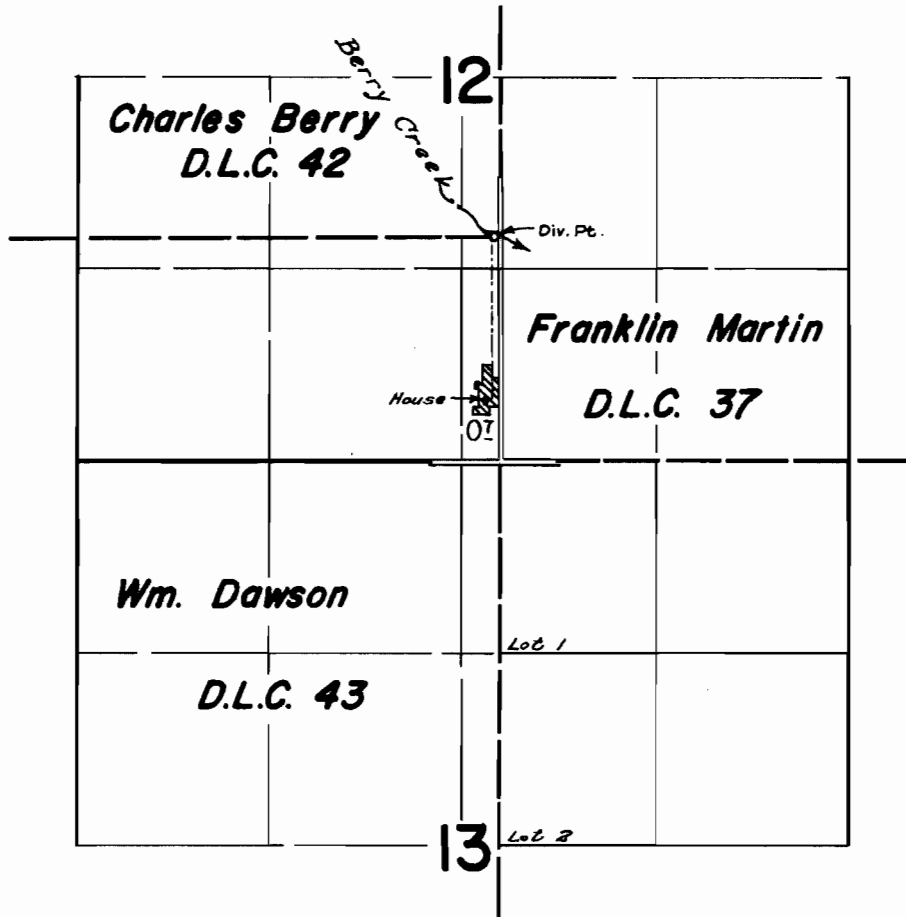 12
Berry Creek
Charles Berry
D.L.C. 42
Div. Pt.
Franklin Martin
D.L.C. 37
House
Wm. Dawson
Lot 1
D.L.C. 43
13
Lot 2